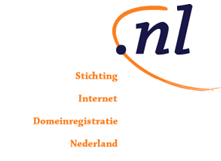 .nl
Stichting
Internet
Domeinregistratie
Nederland